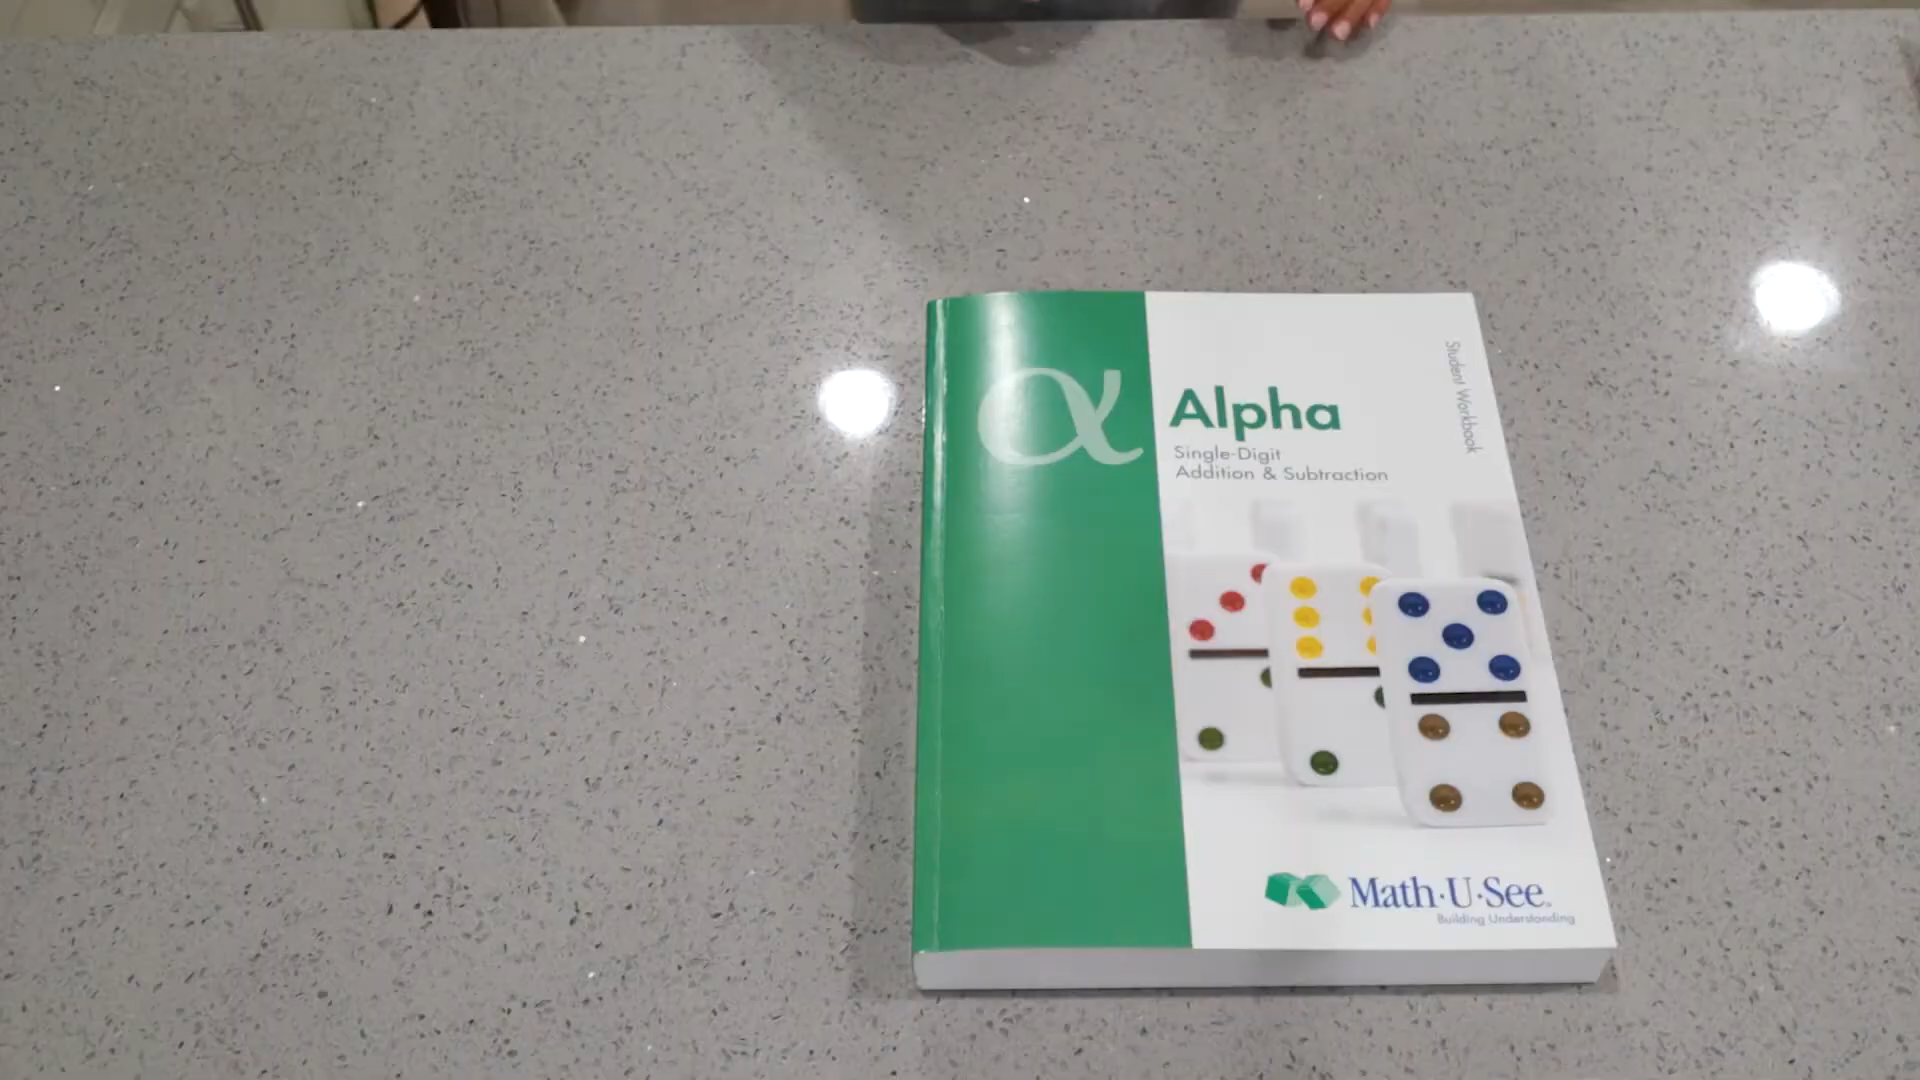 α
Alpha
Single-Digit
Addition & Subtraction
Student Workbook
Math·U·See®
Building Understanding